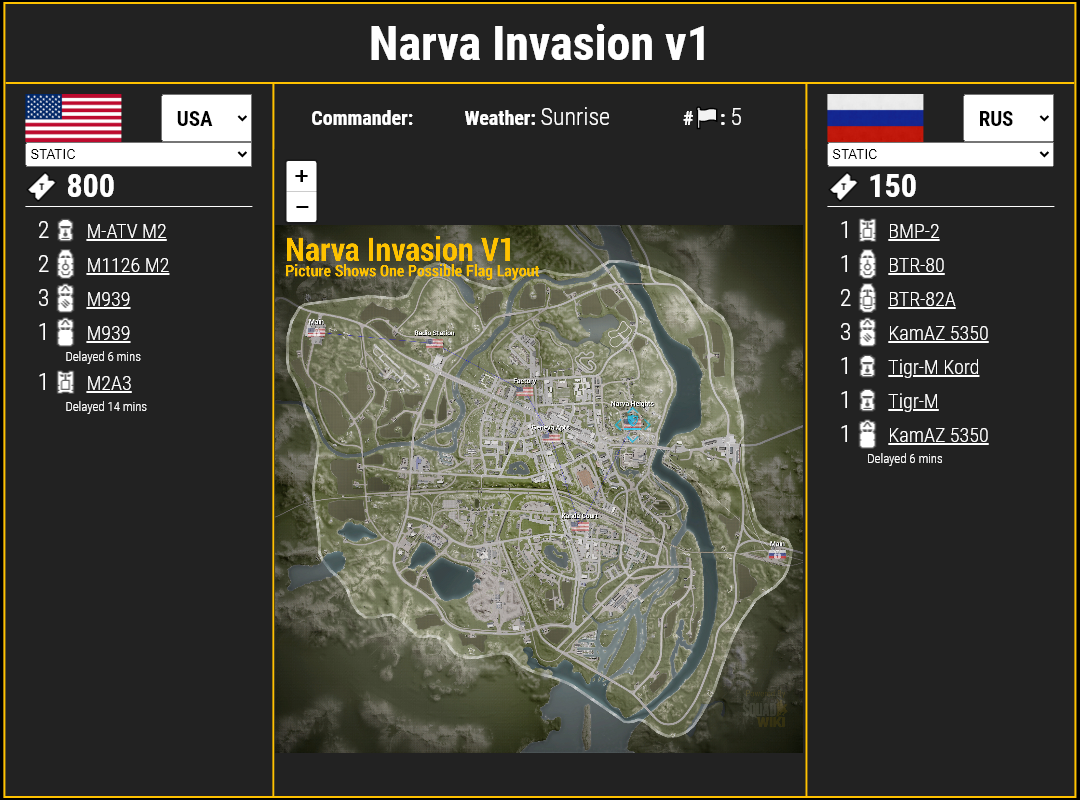 Narva Invasion v1
USA
STATIC
800
2 M-ATV M2
2 M1126 M2
3 M939
1 M939
Delayed 6 mins
1 M2A3
Delayed 14 mins
Commander:
Weather: Sunrise
# : 5
+
−
Narva Invasion V1
Picture Shows One Possible Flag Layout
Main
Radio Station
Factory
Narva Heights
Geneva Apts
Kanda Court
Main
SQUAD
WIKI
RUS
STATIC
150
1 BMP-2
1 BTR-80
2 BTR-82A
3 KamAZ 5350
1 Tigr-M Kord
1 Tigr-M
1 KamAZ 5350
Delayed 6 mins